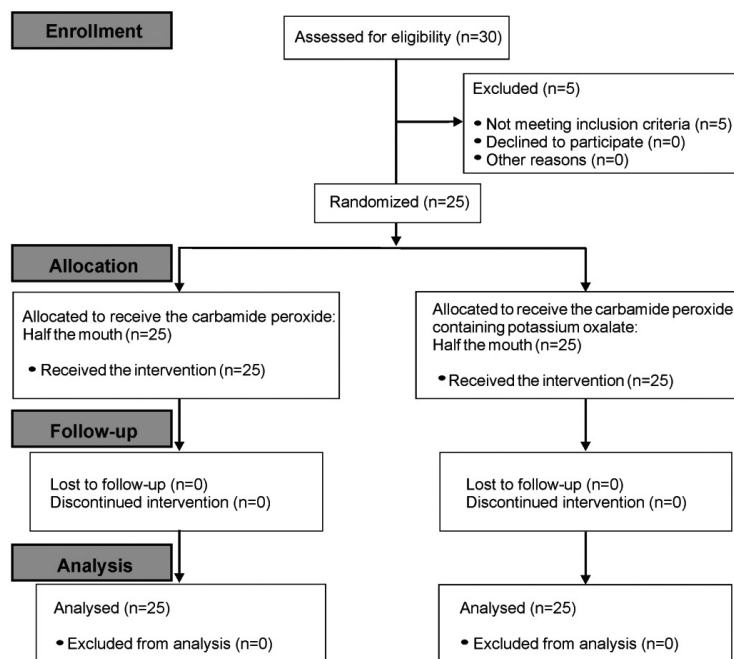 Enrollment
Assessed for eligibility (n=30)
Excluded (n=5)
• Not meeting inclusion criteria (n=5)
• Declined to participate (n=0)
• Other reasons (n=0)
Randomized (n=25)
Allocation
Allocated to receive the carbamide peroxide:
Half the mouth (n=25)
• Received the intervention (n=25)
Allocated to receive the carbamide peroxide
containing potassium oxalate:
Half the mouth (n=25)
• Received the intervention (n=25)
Follow-up
Lost to follow-up (n=0)
Discontinued intervention (n=0)
Lost to follow-up (n=0)
Discontinued intervention (n=0)
Analysis
Analysed (n=25)
• Excluded from analysis (n=0)
Analysed (n=25)
• Excluded from analysis (n=0)